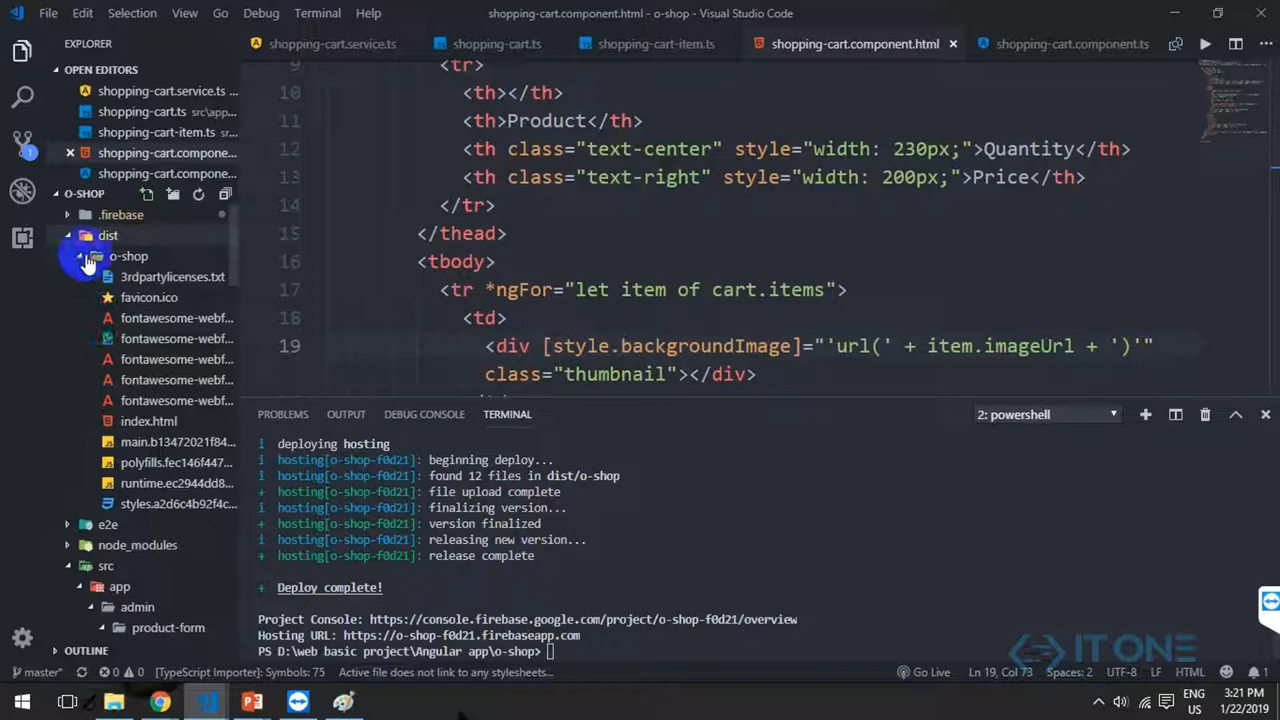 File Edit Selection View Go Debug Terminal Help
shopping-cart.component.html - o-shop - Visual Studio Code
EXPLORER
shopping-cart.service.ts
shopping-cart.ts
shopping-cart-item.ts
shopping-cart.component.html
shopping-cart.component.ts
OPEN EDITORS
shopping-cart.service.ts ...
shopping-cart.ts src\app...
shopping-cart-item.ts ...
shopping-cart.compone...
shopping-cart.compone...
O-SHOP
.firebase
dist
o-shop
3rdpartylicenses.txt
favicon.ico
fontawesome-webf...
fontawesome-webf...
fontawesome-webf...
fontawesome-webf...
fontawesome-webf...
index.html
main.b13472021f84...
polyfills.fec146f447...
runtime.ec2944dd8...
styles.a2d6c4b92f4c...
e2e
node_modules
src
app
admin
product-form
OUTLINE
9 <tr>
10 <th></th>
11 <th>Product</th>
12 <th class="text-center" style="width: 230px;">Quantity</th>
13 <th class="text-right" style="width: 200px;">Price</th>
14 </tr>
15 </thead>
16 <tbody>
17 <tr *ngFor="let item of cart.items">
18 <td>
19 <div [style.backgroundImage]="'url(' + item.imageUrl + ')'"
class="thumbnail"></div>
PROBLEMS OUTPUT DEBUG CONSOLE TERMINAL
2: powershell
i deploying hosting
i hosting[o-shop-f0d21]: beginning deploy...
i hosting[o-shop-f0d21]: found 12 files in dist/o-shop
+ hosting[o-shop-f0d21]: file upload complete
i hosting[o-shop-f0d21]: finalizing version...
+ hosting[o-shop-f0d21]: version finalized
i hosting[o-shop-f0d21]: releasing new version...
+ hosting[o-shop-f0d21]: release complete
+ Deploy complete!
Project Console: https://console.firebase.google.com/project/o-shop-f0d21/overview
Hosting URL: https://o-shop-f0d21.firebaseapp.com
PS D:\web basic project\Angular app\o-shop>
IT ONE
master* 0 0 [TypeScript Importer]: Symbols: 75 Active file does not link to any stylesheets...
Go Live Ln 19, Col 73 Spaces: 2 UTF-8 LF HTML 1
ENG
US
3:21 PM
1/22/2019